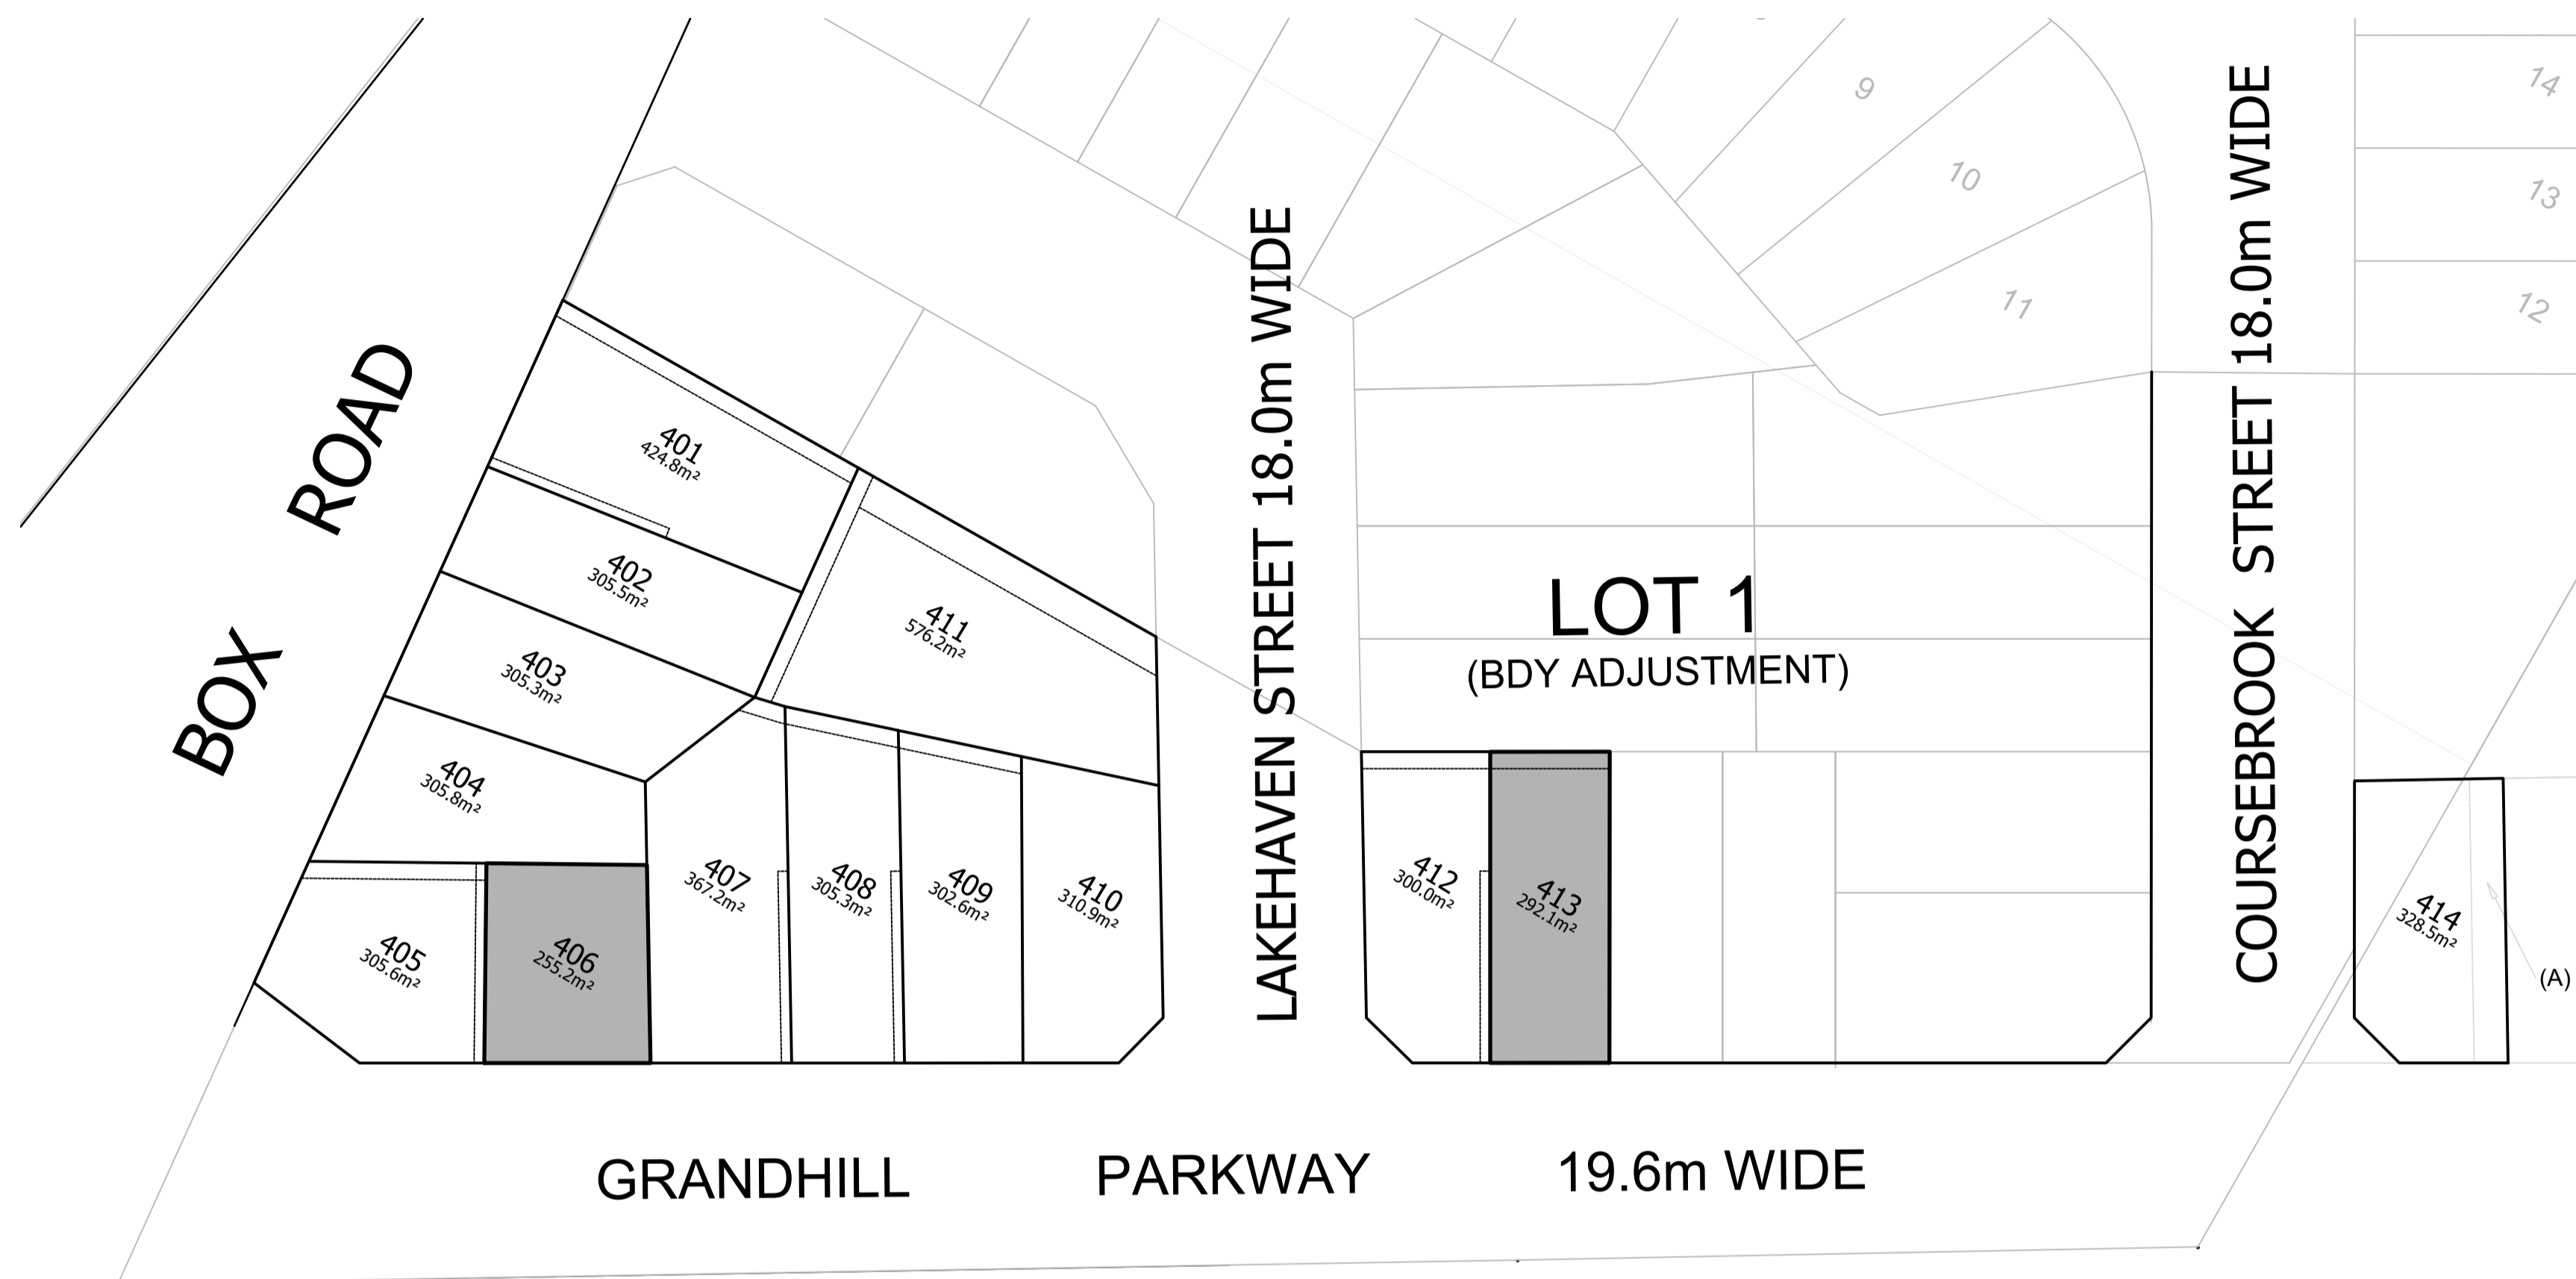 14
9
10
13
11
12
BOX ROAD
401
424.8m²
402
305.5m²
403
305.3m²
404
305.8m²
405
305.6m²
406
255.2m²
407
367.2m²
408
305.3m²
409
302.6m²
410
310.9m²
411
576.2m²
LAKEHAVEN STREET 18.0m WIDE
LOT 1
(BDY ADJUSTMENT)
412
300.0m²
413
292.1m²
COURSEBROOK STREET 18.0m WIDE
414
328.5m²
(A)
GRANDHILL PARKWAY 19.6m WIDE